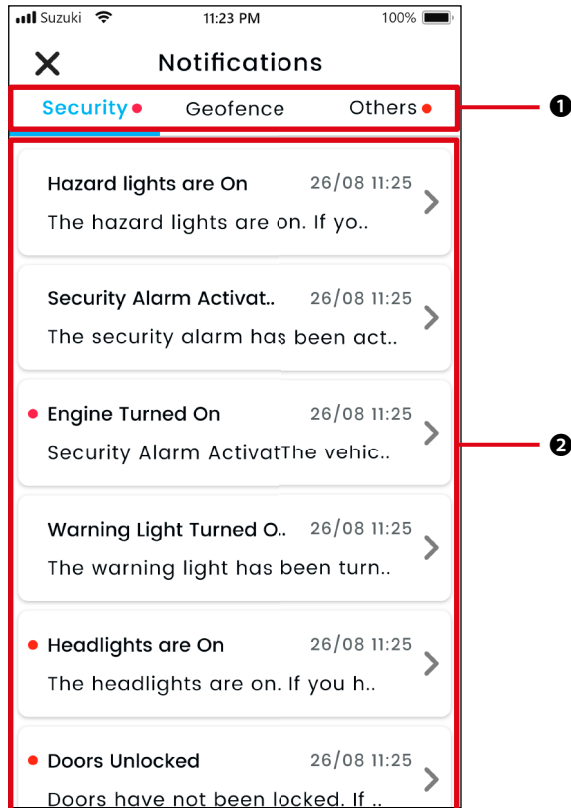 Suzuki 11:23 PM 100%
Notifications
Security Geofence Others
❶
Hazard lights are On 26/08 11:25
The hazard lights are on. If yo..
Security Alarm Activat.. 26/08 11:25
The security alarm has been act..
Engine Turned On 26/08 11:25
Security Alarm ActivatThe vehic..
❷
Warning Light Turned O.. 26/08 11:25
The warning light has been turn..
Headlights are On 26/08 11:25
The headlights are on. If you h..
Doors Unlocked 26/08 11:25
Doors have not been locked. If ..